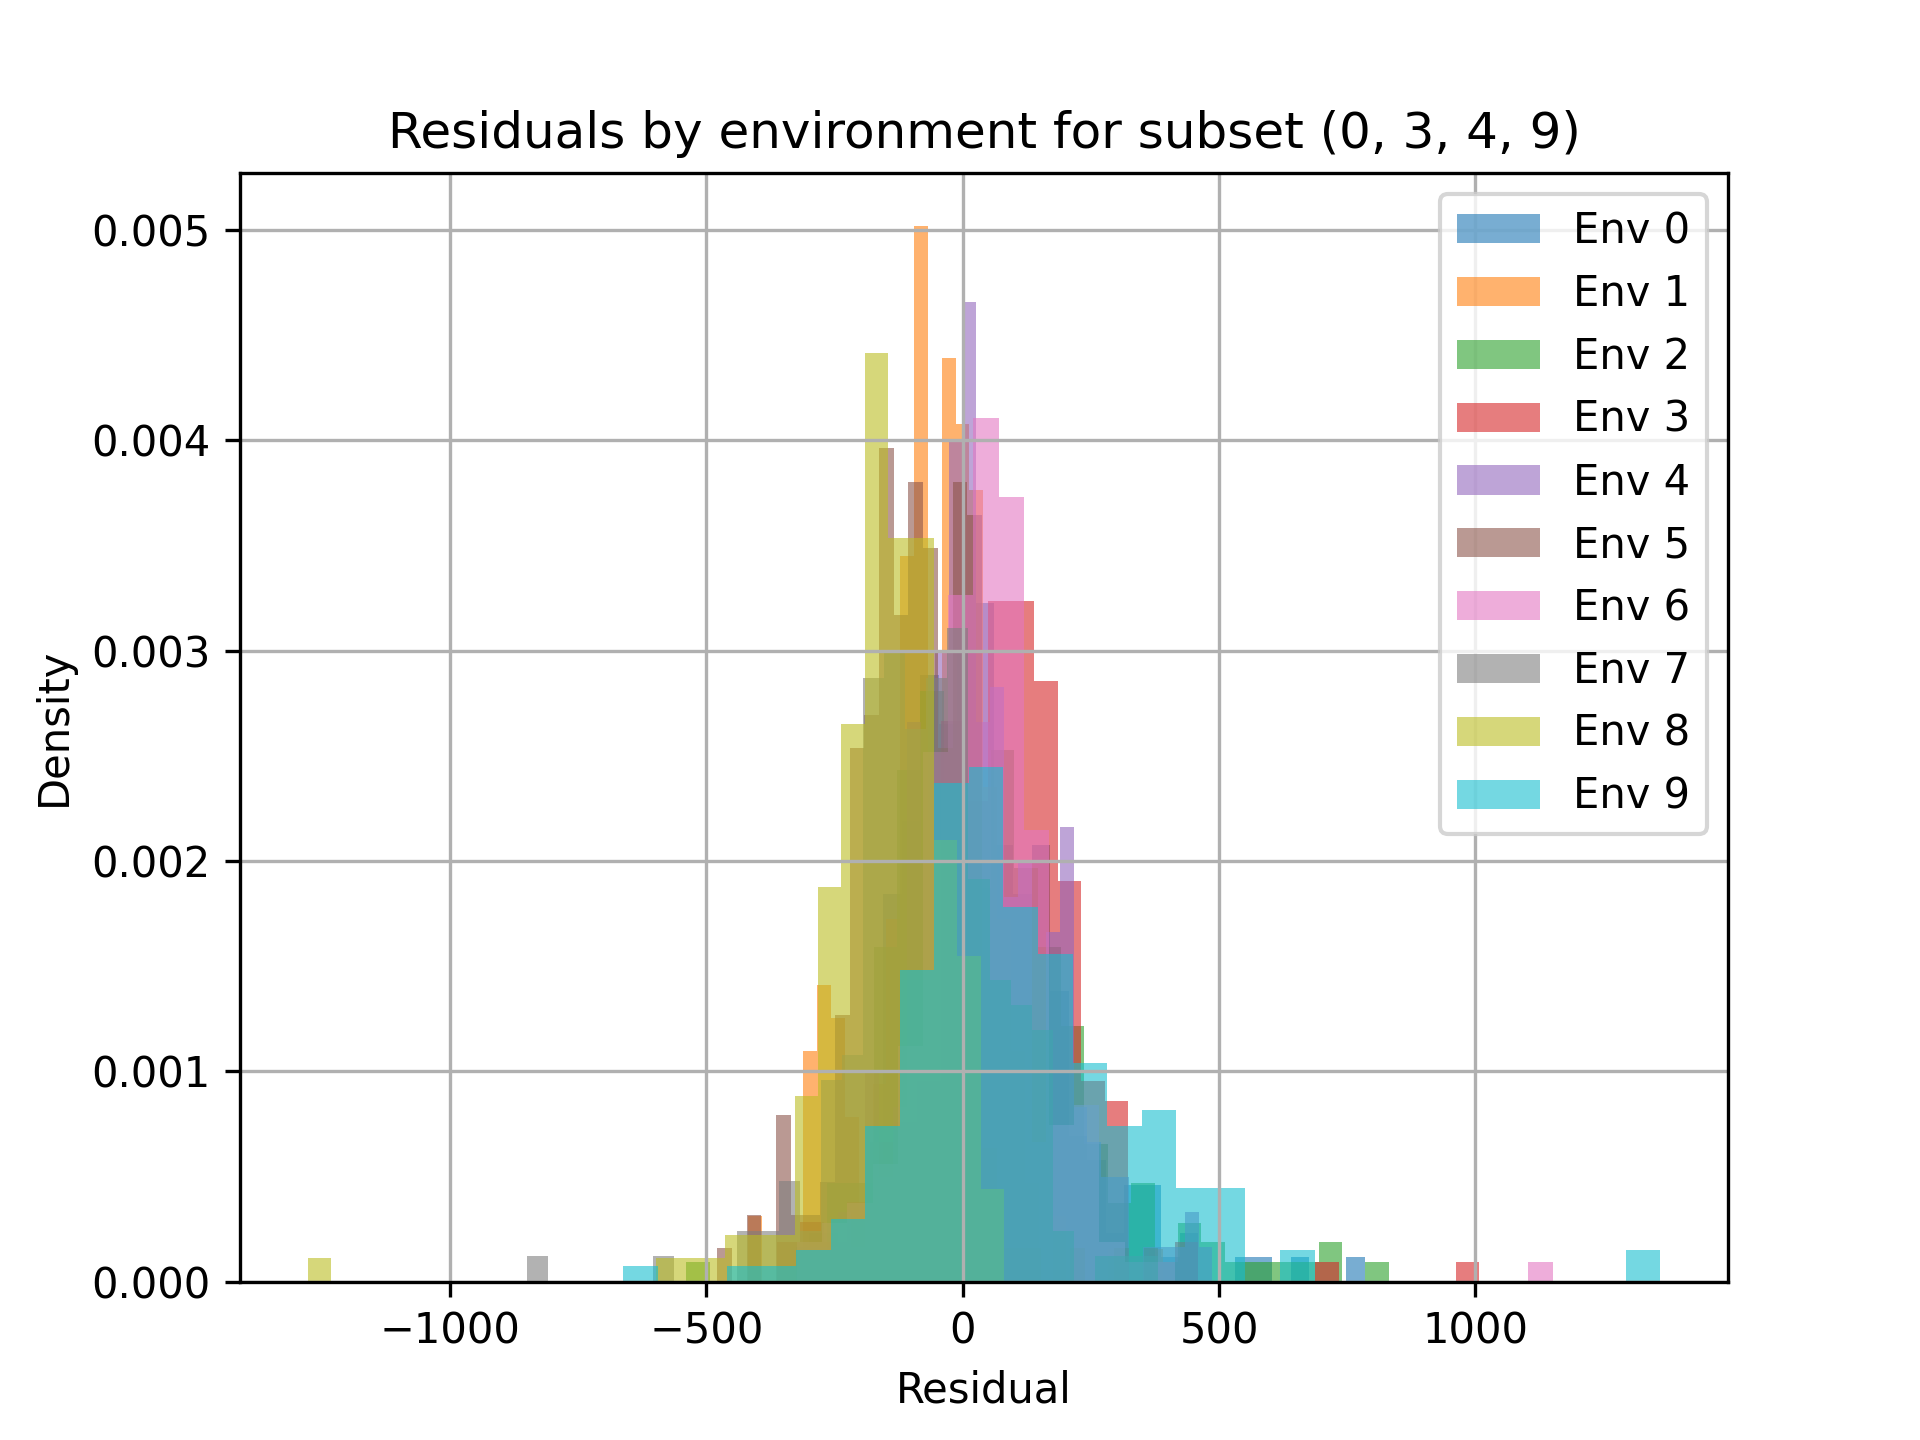 Residuals by environment for subset (0, 3, 4, 9)
0.005
0.004
0.003
0.002
0.001
0.000
Density
−1000
−500
0
500
1000
Residual
Env 0
Env 1
Env 2
Env 3
Env 4
Env 5
Env 6
Env 7
Env 8
Env 9